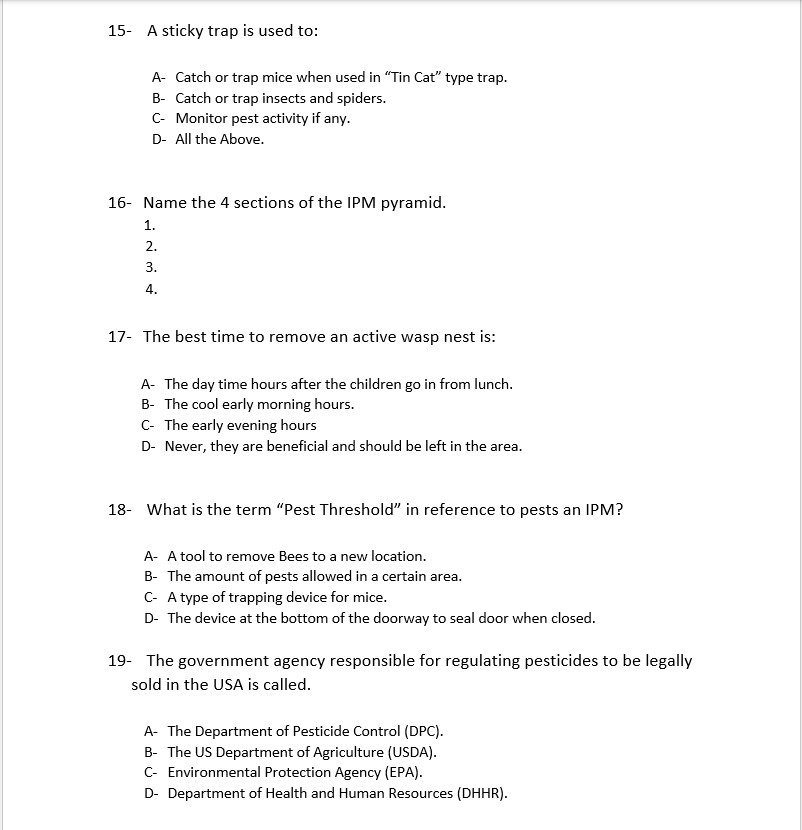 15- A sticky trap is used to:
A- Catch or trap mice when used in “Tin Cat” type trap.
B- Catch or trap insects and spiders.
C- Monitor pest activity if any.
D- All the Above.
16- Name the 4 sections of the IPM pyramid.
1.
2.
3.
4.
17- The best time to remove an active wasp nest is:
A- The day time hours after the children go in from lunch.
B- The cool early morning hours.
C- The early evening hours
D- Never, they are beneficial and should be left in the area.
18- What is the term “Pest Threshold” in reference to pests an IPM?
A- A tool to remove Bees to a new location.
B- The amount of pests allowed in a certain area.
C- A type of trapping device for mice.
D- The device at the bottom of the doorway to seal door when closed.
19- The government agency responsible for regulating pesticides to be legally
sold in the USA is called.
A- The Department of Pesticide Control (DPC).
B- The US Department of Agriculture (USDA).
C- Environmental Protection Agency (EPA).
D- Department of Health and Human Resources (DHHR).